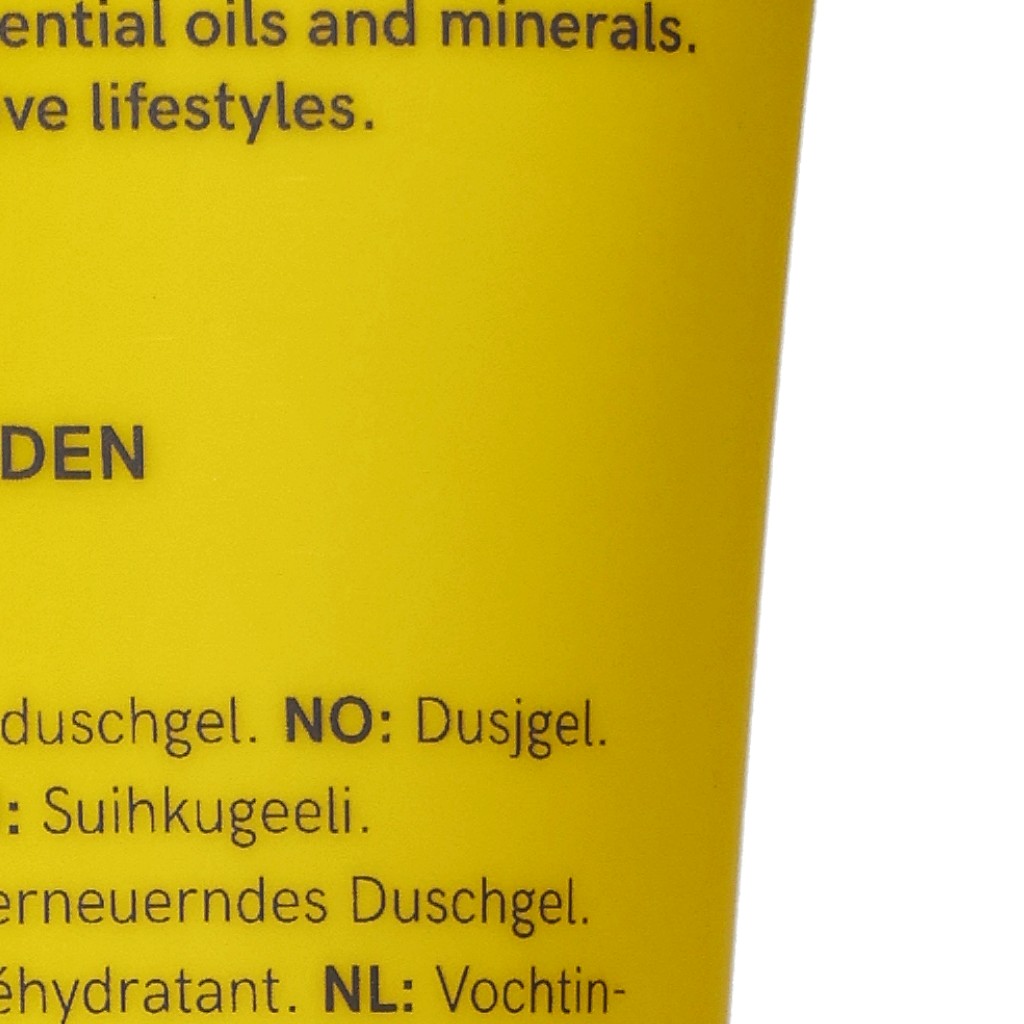 ential oils and minerals.
ve lifestyles.
DEN
duschgel. NO: Dusjgel.
: Suihkugeeli.
erneuerndes Duschgel.
éhydratant. NL: Vochtin-